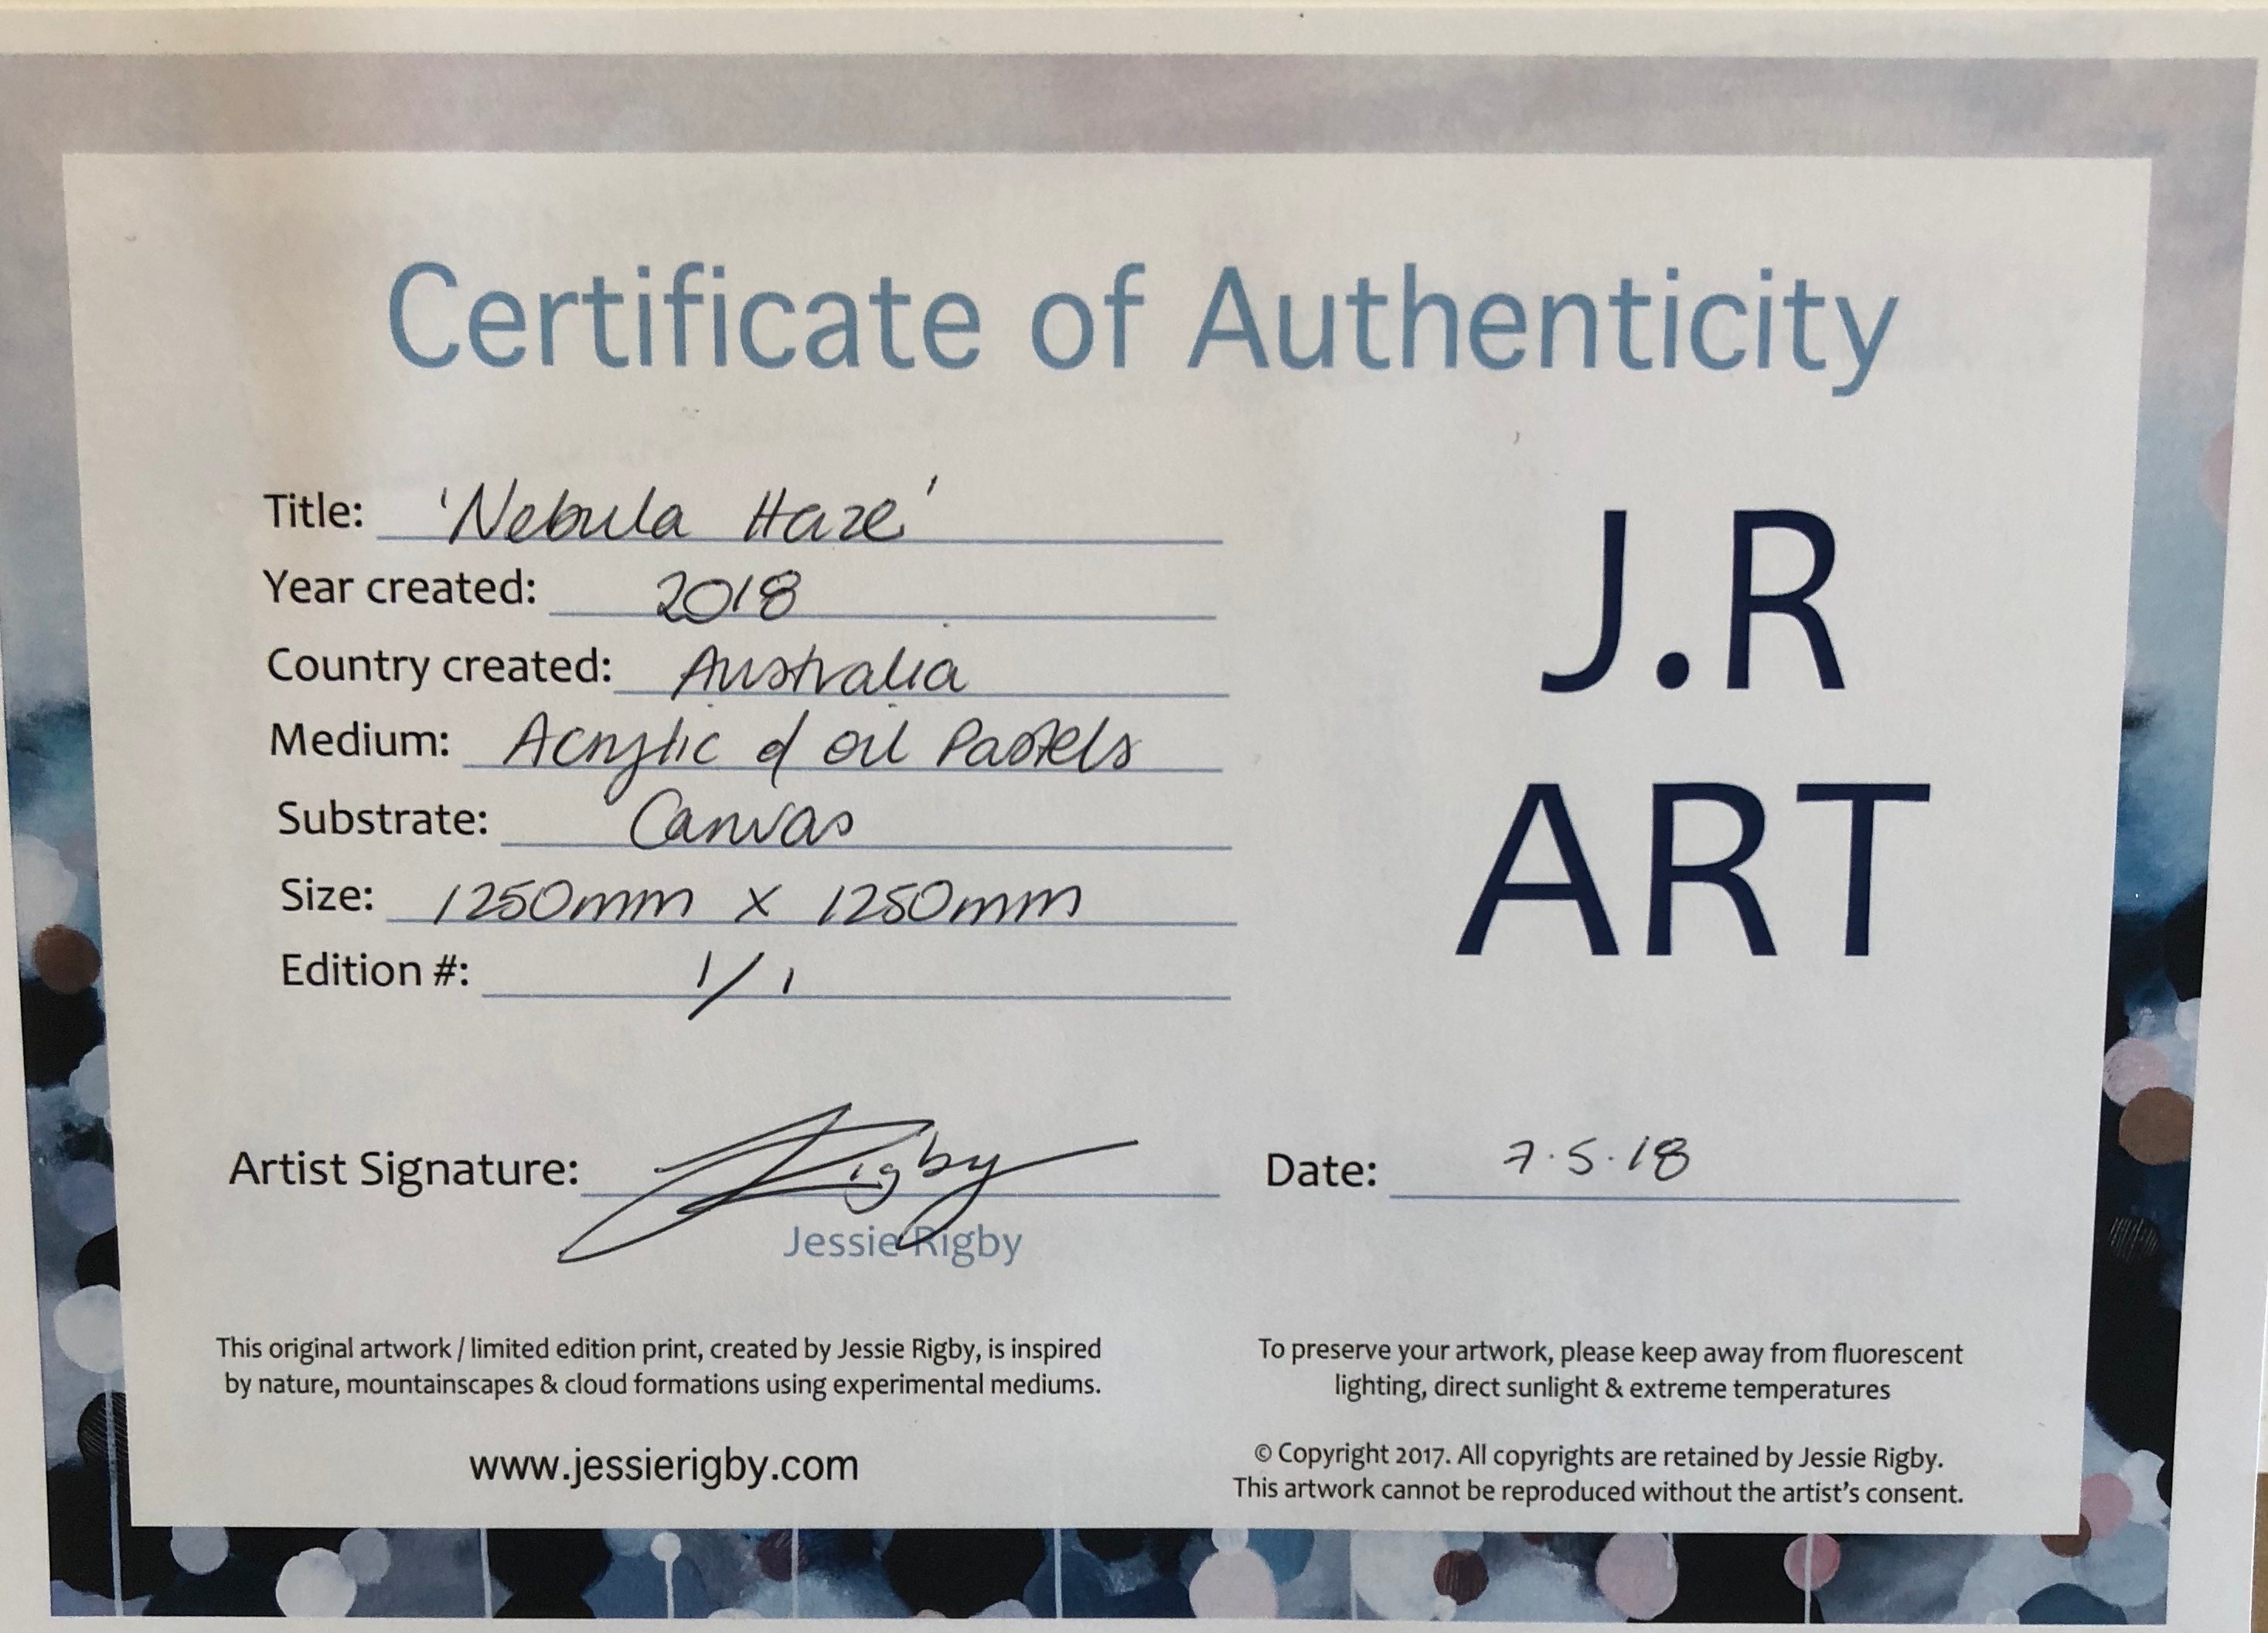 Certificate of Authenticity
Title: 'Nebula Haze'
Year created: 2018
Country created: Australia
Medium: Acrylic & oil Pastels
Substrate: Canvas
Size: 1250mm x 1250mm
Edition #: 1/1
J.R
ART
Artist Signature: JRigby
Jessie Rigby
Date: 7.5.18
This original artwork / limited edition print, created by Jessie Rigby, is inspired
by nature, mountainscapes & cloud formations using experimental mediums.
www.jessierigby.com
To preserve your artwork, please keep away from fluorescent
lighting, direct sunlight & extreme temperatures
© Copyright 2017. All copyrights are retained by Jessie Rigby.
This artwork cannot be reproduced without the artist's consent.